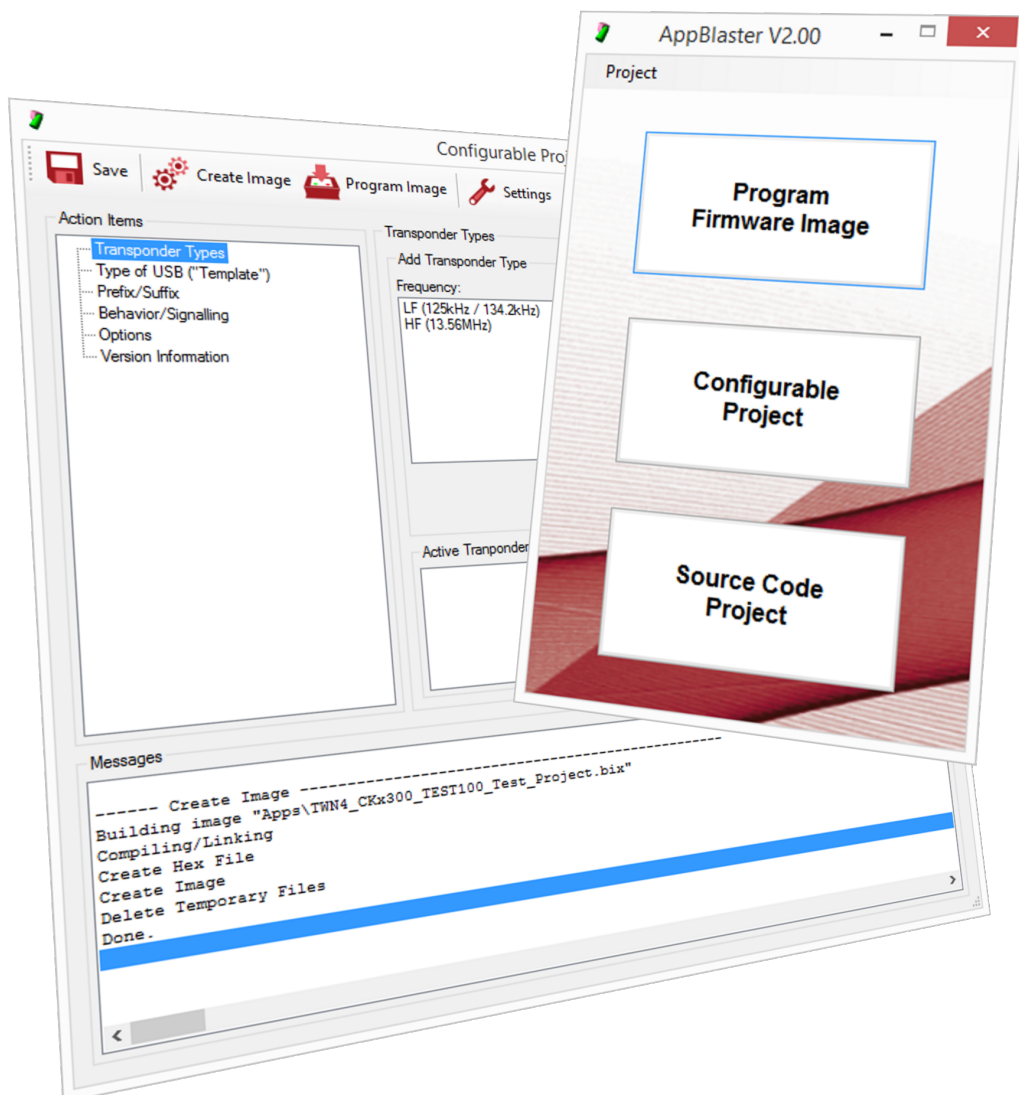 AppBlaster V2.00
Project
Program
Firmware Image
Configurable
Project
Source Code
Project
Configurable Proj
Save
Create Image
Program Image
Settings
Action Items
Transponder Types
Type of USB ("Template")
Prefix/Suffix
Behavior/Signalling
Options
Version Information
Transponder Types
Add Transponder Type
Frequency:
LF (125kHz / 134.2kHz)
HF (13.56MHz)
Active Tranponder
Messages
------ Create Image ----------------------------------------
Building image "Apps\TWN4_CKx300_TEST100_Test_Project.bix"
Compiling/Linking
Create Hex File
Create Image
Delete Temporary Files
Done.